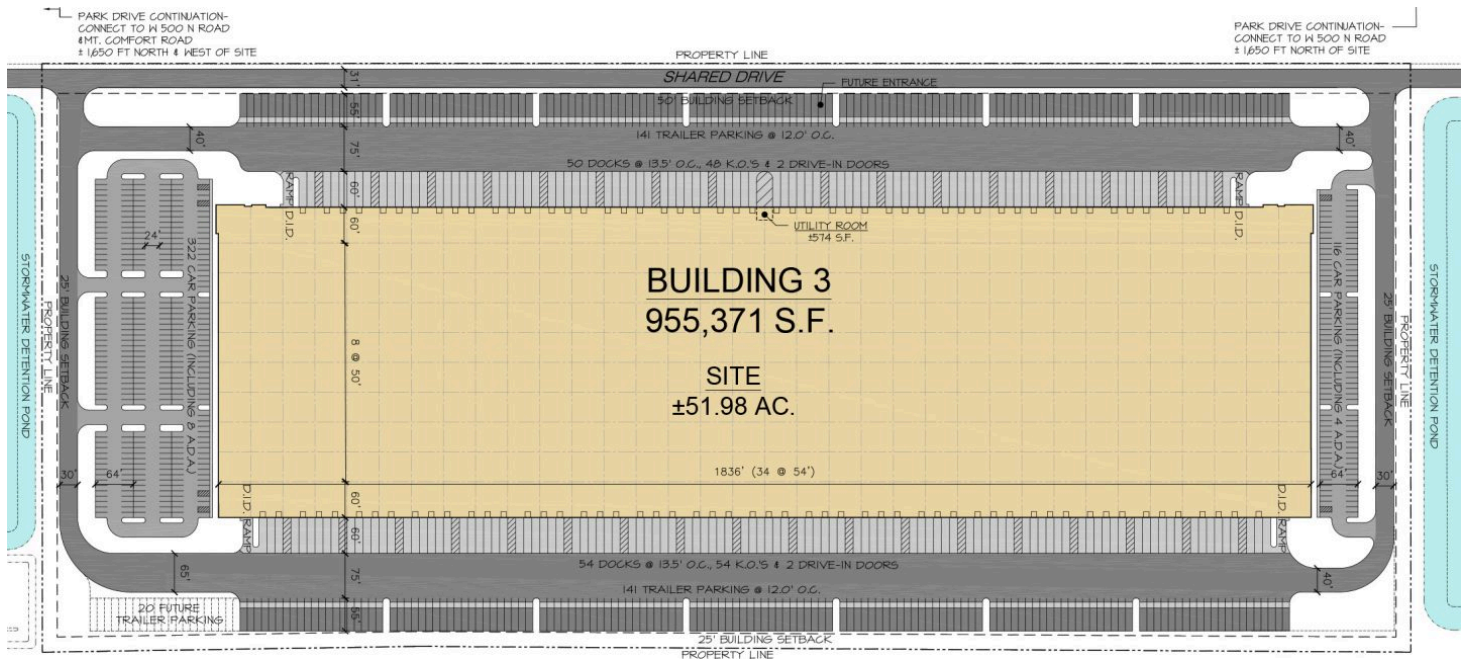 PARK DRIVE CONTINUATION-
CONNECT TO W 500 N ROAD
&MT. COMFORT ROAD
± 1,650 FT NORTH & WEST OF SITE
PARK DRIVE CONTINUATION-
CONNECT TO W 500 N ROAD
± 1,650 FT NORTH OF SITE
PROPERTY LINE
SHARED DRIVE
31'
FUTURE ENTRANCE
50' BUILDING SETBACK
55'
141 TRAILER PARKING @ 12.0' O.C.
40'
40'
75'
50 DOCKS @ 13.5' O.C., 48 K.O.'S & 2 DRIVE-IN DOORS
RAMP
D.I.D.
60'
RAMP
D.I.D.
60'
UTILITY ROOM
±574 S.F.
24'
322 CAR PARKING (INCLUDING 8 A.D.A.)
116 CAR PARKING (INCLUDING 4 A.D.A.)
STORMWATER DETENTION POND
PROPERTY LINE
25' BUILDING SETBACK
BUILDING 3
955,371 S.F.
SITE
±51.98 AC.
8 @ 50'
25' BUILDING SETBACK
PROPERTY LINE
STORMWATER DETENTION POND
1836' (34 @ 54')
30'
64'
64'
30'
60'
D.I.D.
RAMP
D.I.D.
RAMP
60'
54 DOCKS @ 13.5' O.C., 54 K.O.'S & 2 DRIVE-IN DOORS
65'
75'
40'
141 TRAILER PARKING @ 12.0' O.C.
20 FUTURE
TRAILER PARKING
55'
25' BUILDING SETBACK
PROPERTY LINE